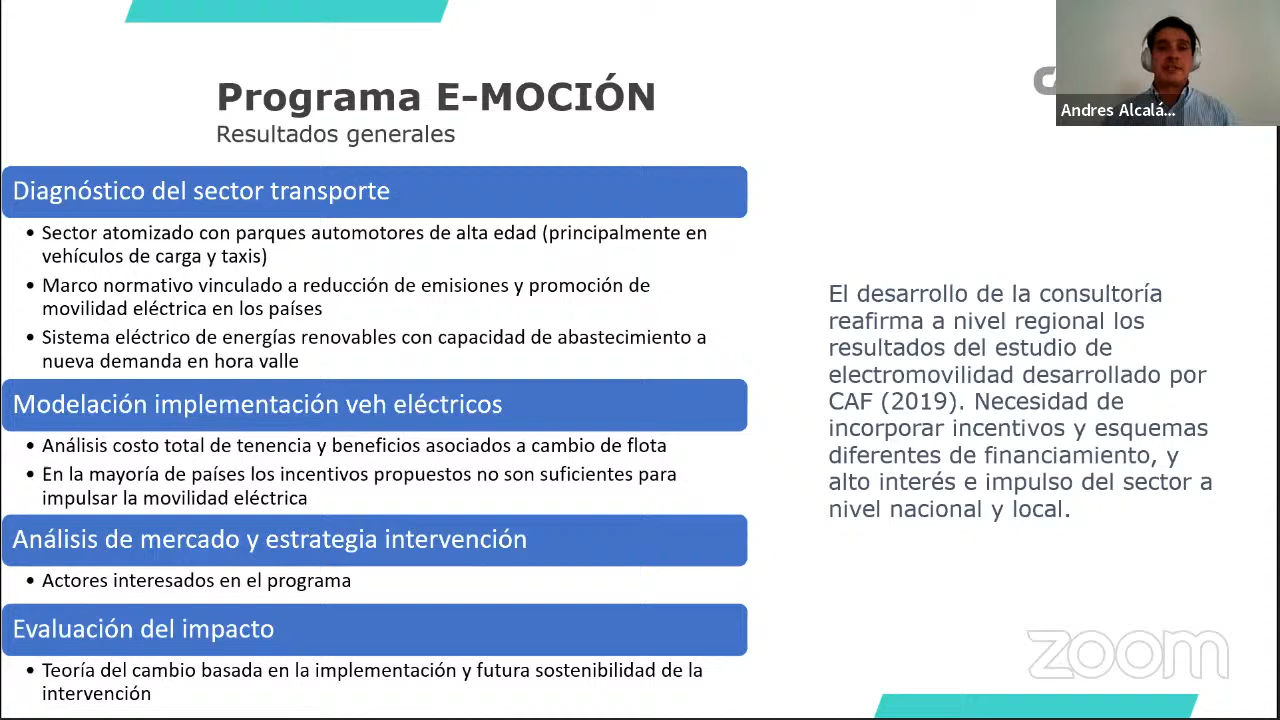 Programa E-MOCIÓN
Resultados generales
Andres Alcalá...
Diagnóstico del sector transporte
• Sector atomizado con parques automotores de alta edad (principalmente en
vehículos de carga y taxis)
• Marco normativo vinculado a reducción de emisiones y promoción de
movilidad eléctrica en los países
• Sistema eléctrico de energías renovables con capacidad de abastecimiento a
nueva demanda en hora valle
Modelación implementación veh eléctricos
• Análisis costo total de tenencia y beneficios asociados a cambio de flota
• En la mayoría de países los incentivos propuestos no son suficientes para
impulsar la movilidad eléctrica
Análisis de mercado y estrategia intervención
• Actores interesados en el programa
Evaluación del impacto
• Teoría del cambio basada en la implementación y futura sostenibilidad de la
intervención
El desarrollo de la consultoría
reafirma a nivel regional los
resultados del estudio de
electromovilidad desarrollado por
CAF (2019). Necesidad de
incorporar incentivos y esquemas
diferentes de financiamiento, y
alto interés e impulso del sector a
nivel nacional y local.
zoom